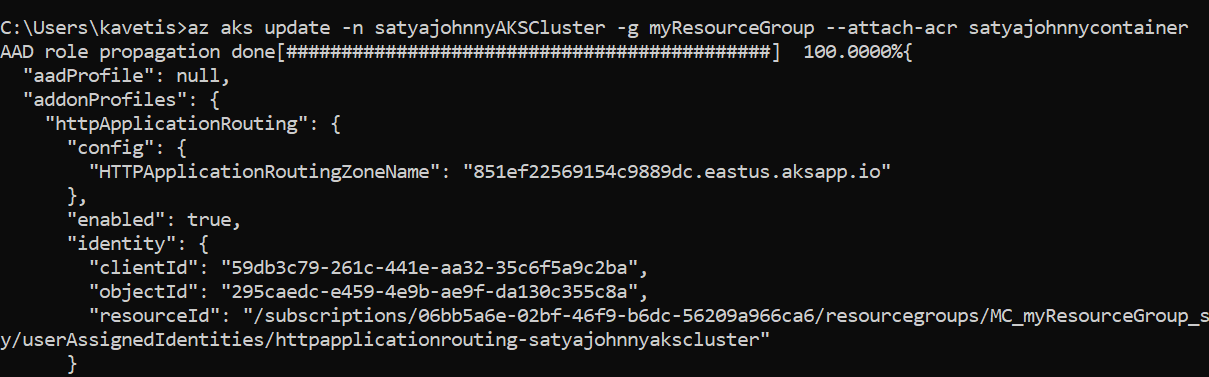 C:\Users\kavetis>az aks update -n satyajohnnyAKSCluster -g myResourceGroup --attach-acr satyajohnnycontainer
AAD role propagation done[############################################]  100.0000%{
  "aadProfile": null,
  "addonProfiles": {
    "httpApplicationRouting": {
      "config": {
        "HTTPApplicationRoutingZoneName": "851ef22569154c9889dc.eastus.aksapp.io"
      },
      "enabled": true,
      "identity": {
        "clientId": "59db3c79-261c-441e-aa32-35c6f5a9c2ba",
        "objectId": "295caedc-e459-4e9b-ae9f-da130c355c8a",
        "resourceId": "/subscriptions/06bb5a6e-02bf-46f9-b6dc-56209a966ca6/resourcegroups/MC_myResourceGroup_s
y/userAssignedIdentities/httpapplicationrouting-satyajohnnyakscluster"
      }